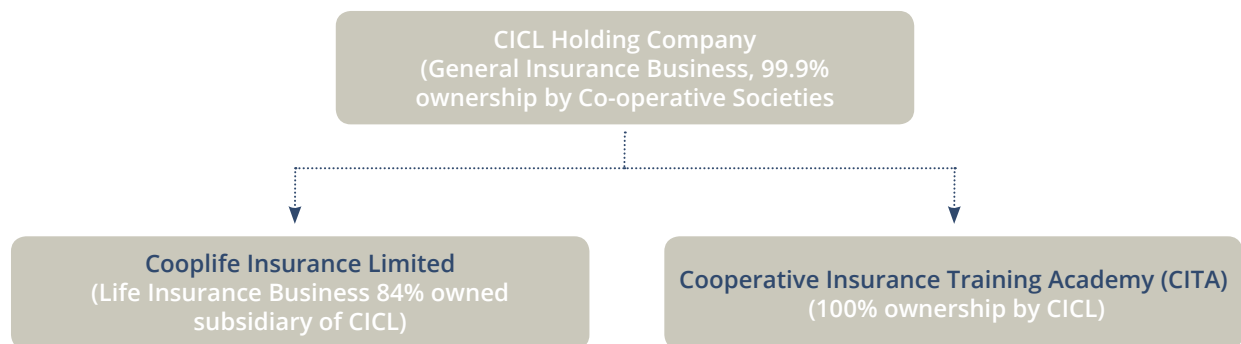 CICL Holding Company
(General Insurance Business, 99.9%
ownership by Co-operative Societies
Cooplife Insurance Limited
(Life Insurance Business 84% owned
subsidiary of CICL)
Cooperative Insurance Training Academy (CITA)
(100% ownership by CICL)